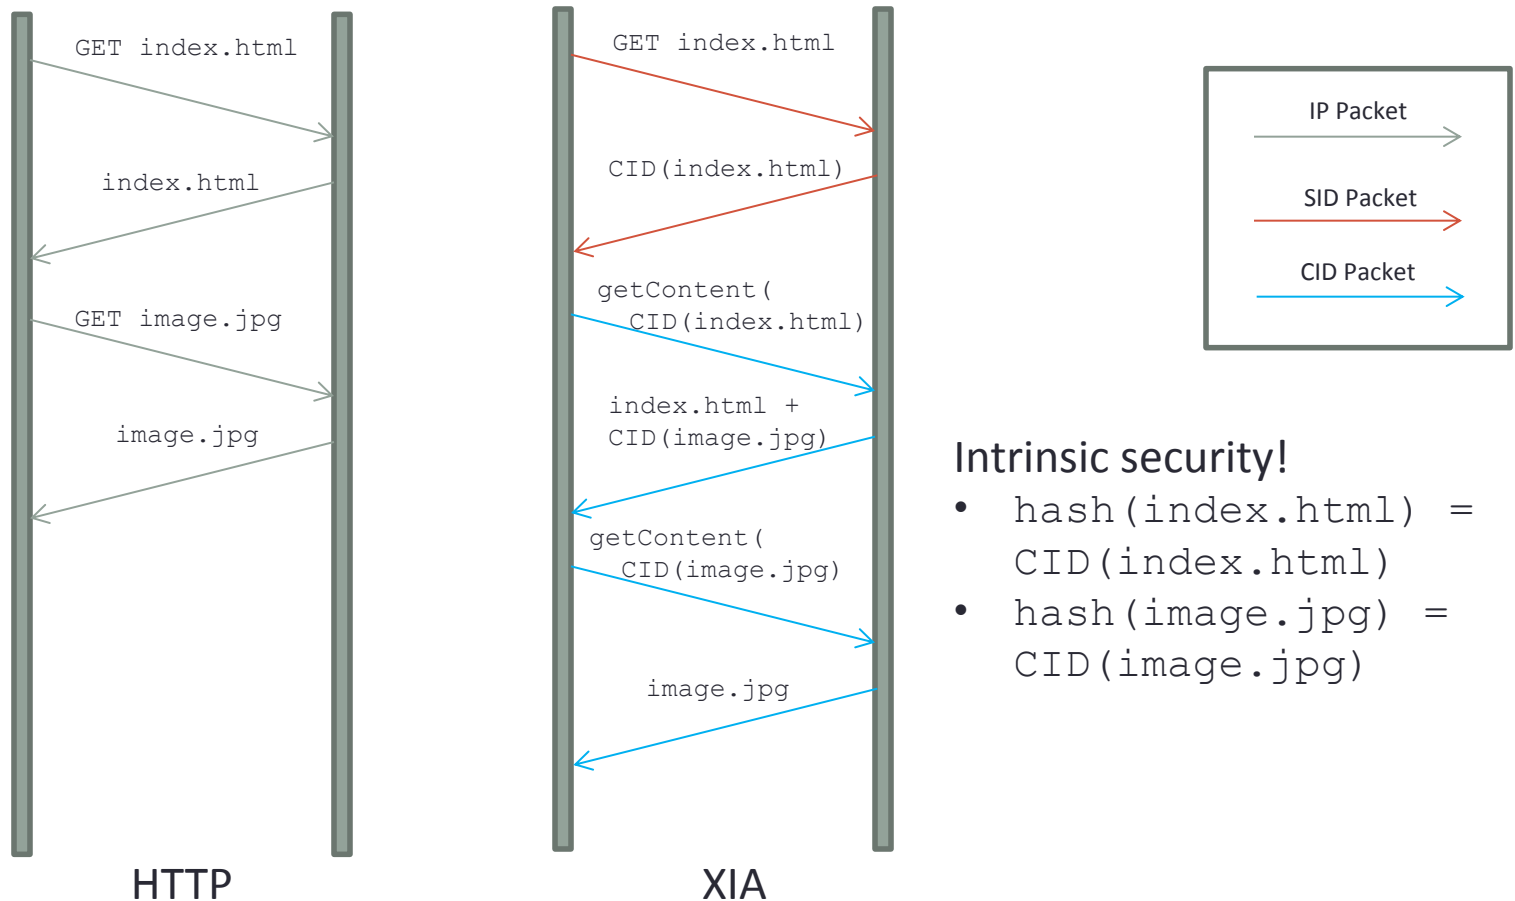 GET index.html
index.html
GET image.jpg
image.jpg
HTTP
GET index.html
CID(index.html)
getContent(
CID(index.html)
index.html +
CID(image.jpg)
getContent(
CID(image.jpg)
image.jpg
XIA
IP Packet
SID Packet
CID Packet
Intrinsic security!
• hash(index.html) =
CID(index.html)
• hash(image.jpg) =
CID(image.jpg)